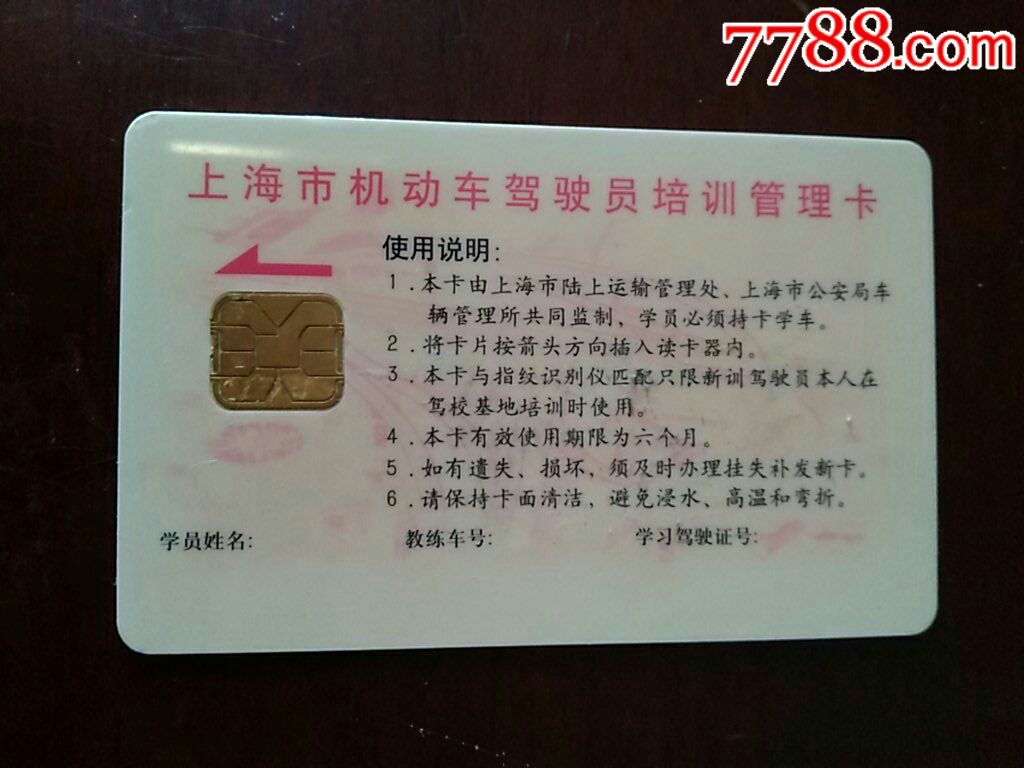 7788.com
上海市机动车驾驶员培训管理卡
使用说明:
1．本卡由上海市陆上运输管理处、上海市公安局车
辆管理所共同监制，学员必须持卡学车。
2．将卡片按箭头方向插入读卡器内。
3．本卡与指纹识别仪匹配只限新训驾驶员本人在
驾校基地培训时使用。
4．本卡有效使用期限为六个月。
5．如有遗失、损坏，须及时办理挂失补发新卡。
6．请保持卡面清洁，避免浸水、高温和弯折。
学员姓名: 教练车号: 学习驾驶证号: